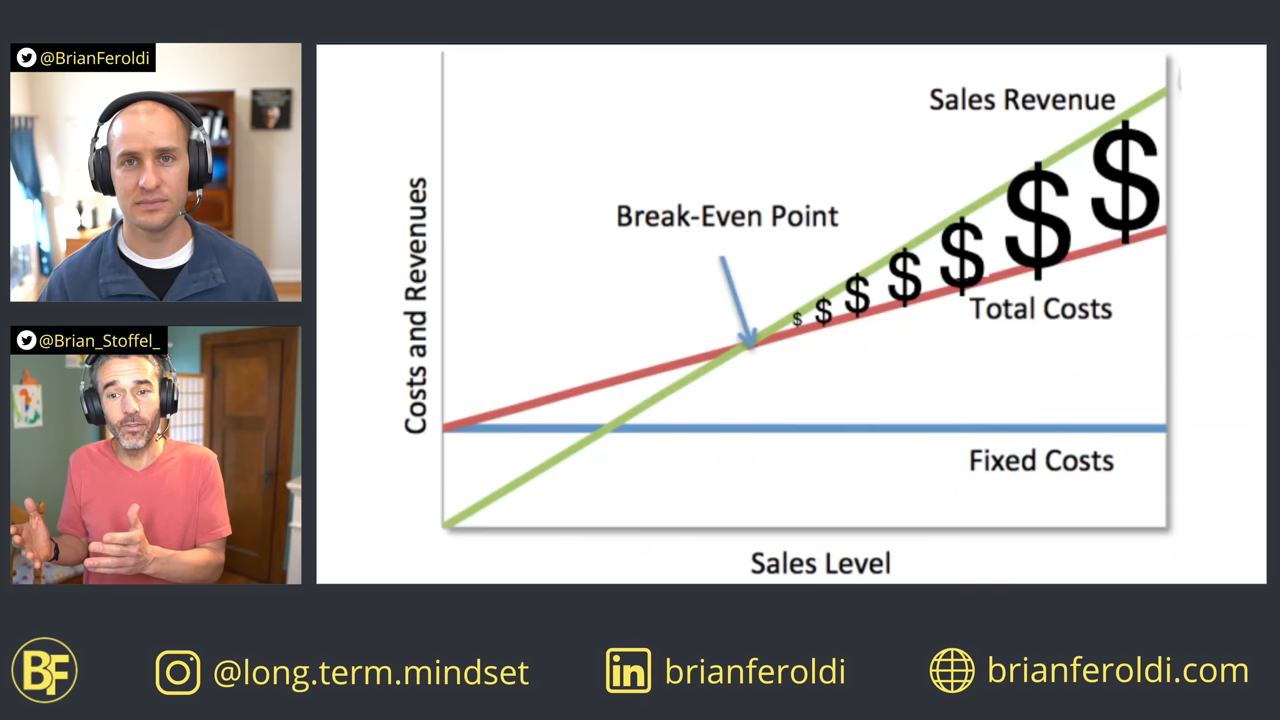 @BrianFeroldi
@Brian_Stoffel_
Costs and Revenues
Sales Revenue
Break-Even Point
$ $ $ $ $ $ $
Total Costs
Fixed Costs
Sales Level
BF
@long.term.mindset
in
brianferoldi
brianferoldi.com